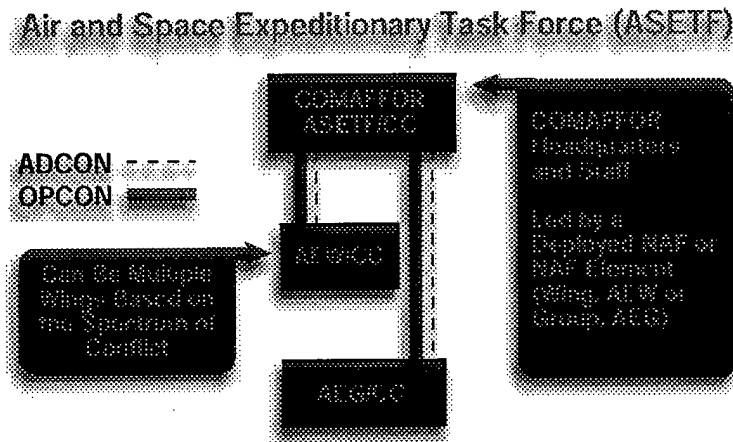 Air and Space Expeditionary Task Force (ASETF)
COMAFFOR
ASETF/CC
ADCON
OPCON
COMAFFOR
Headquarters
and Staff
Led by a
Deployed NAF or
NAF Element
(Wing, AEW or
Group, AEG)
AEW/CC
Can Be Multiple
Wings Based on
the Spectrum of
Conflict
AEG/CC